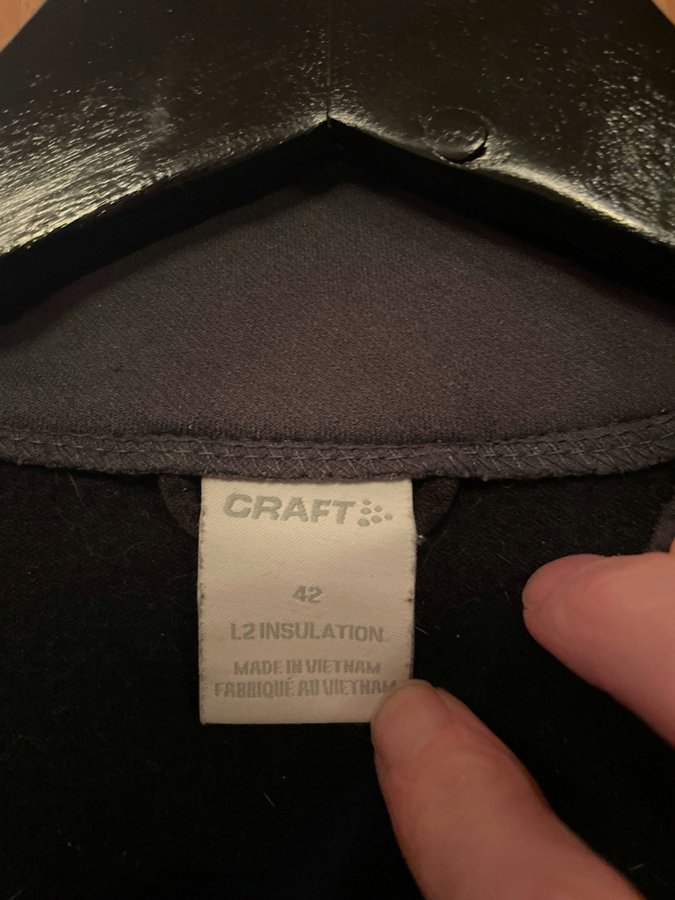 CRAFT
42
L2 INSULATION
MADE IN VIETNAM
FABRIQUÉ AU VIETNAM